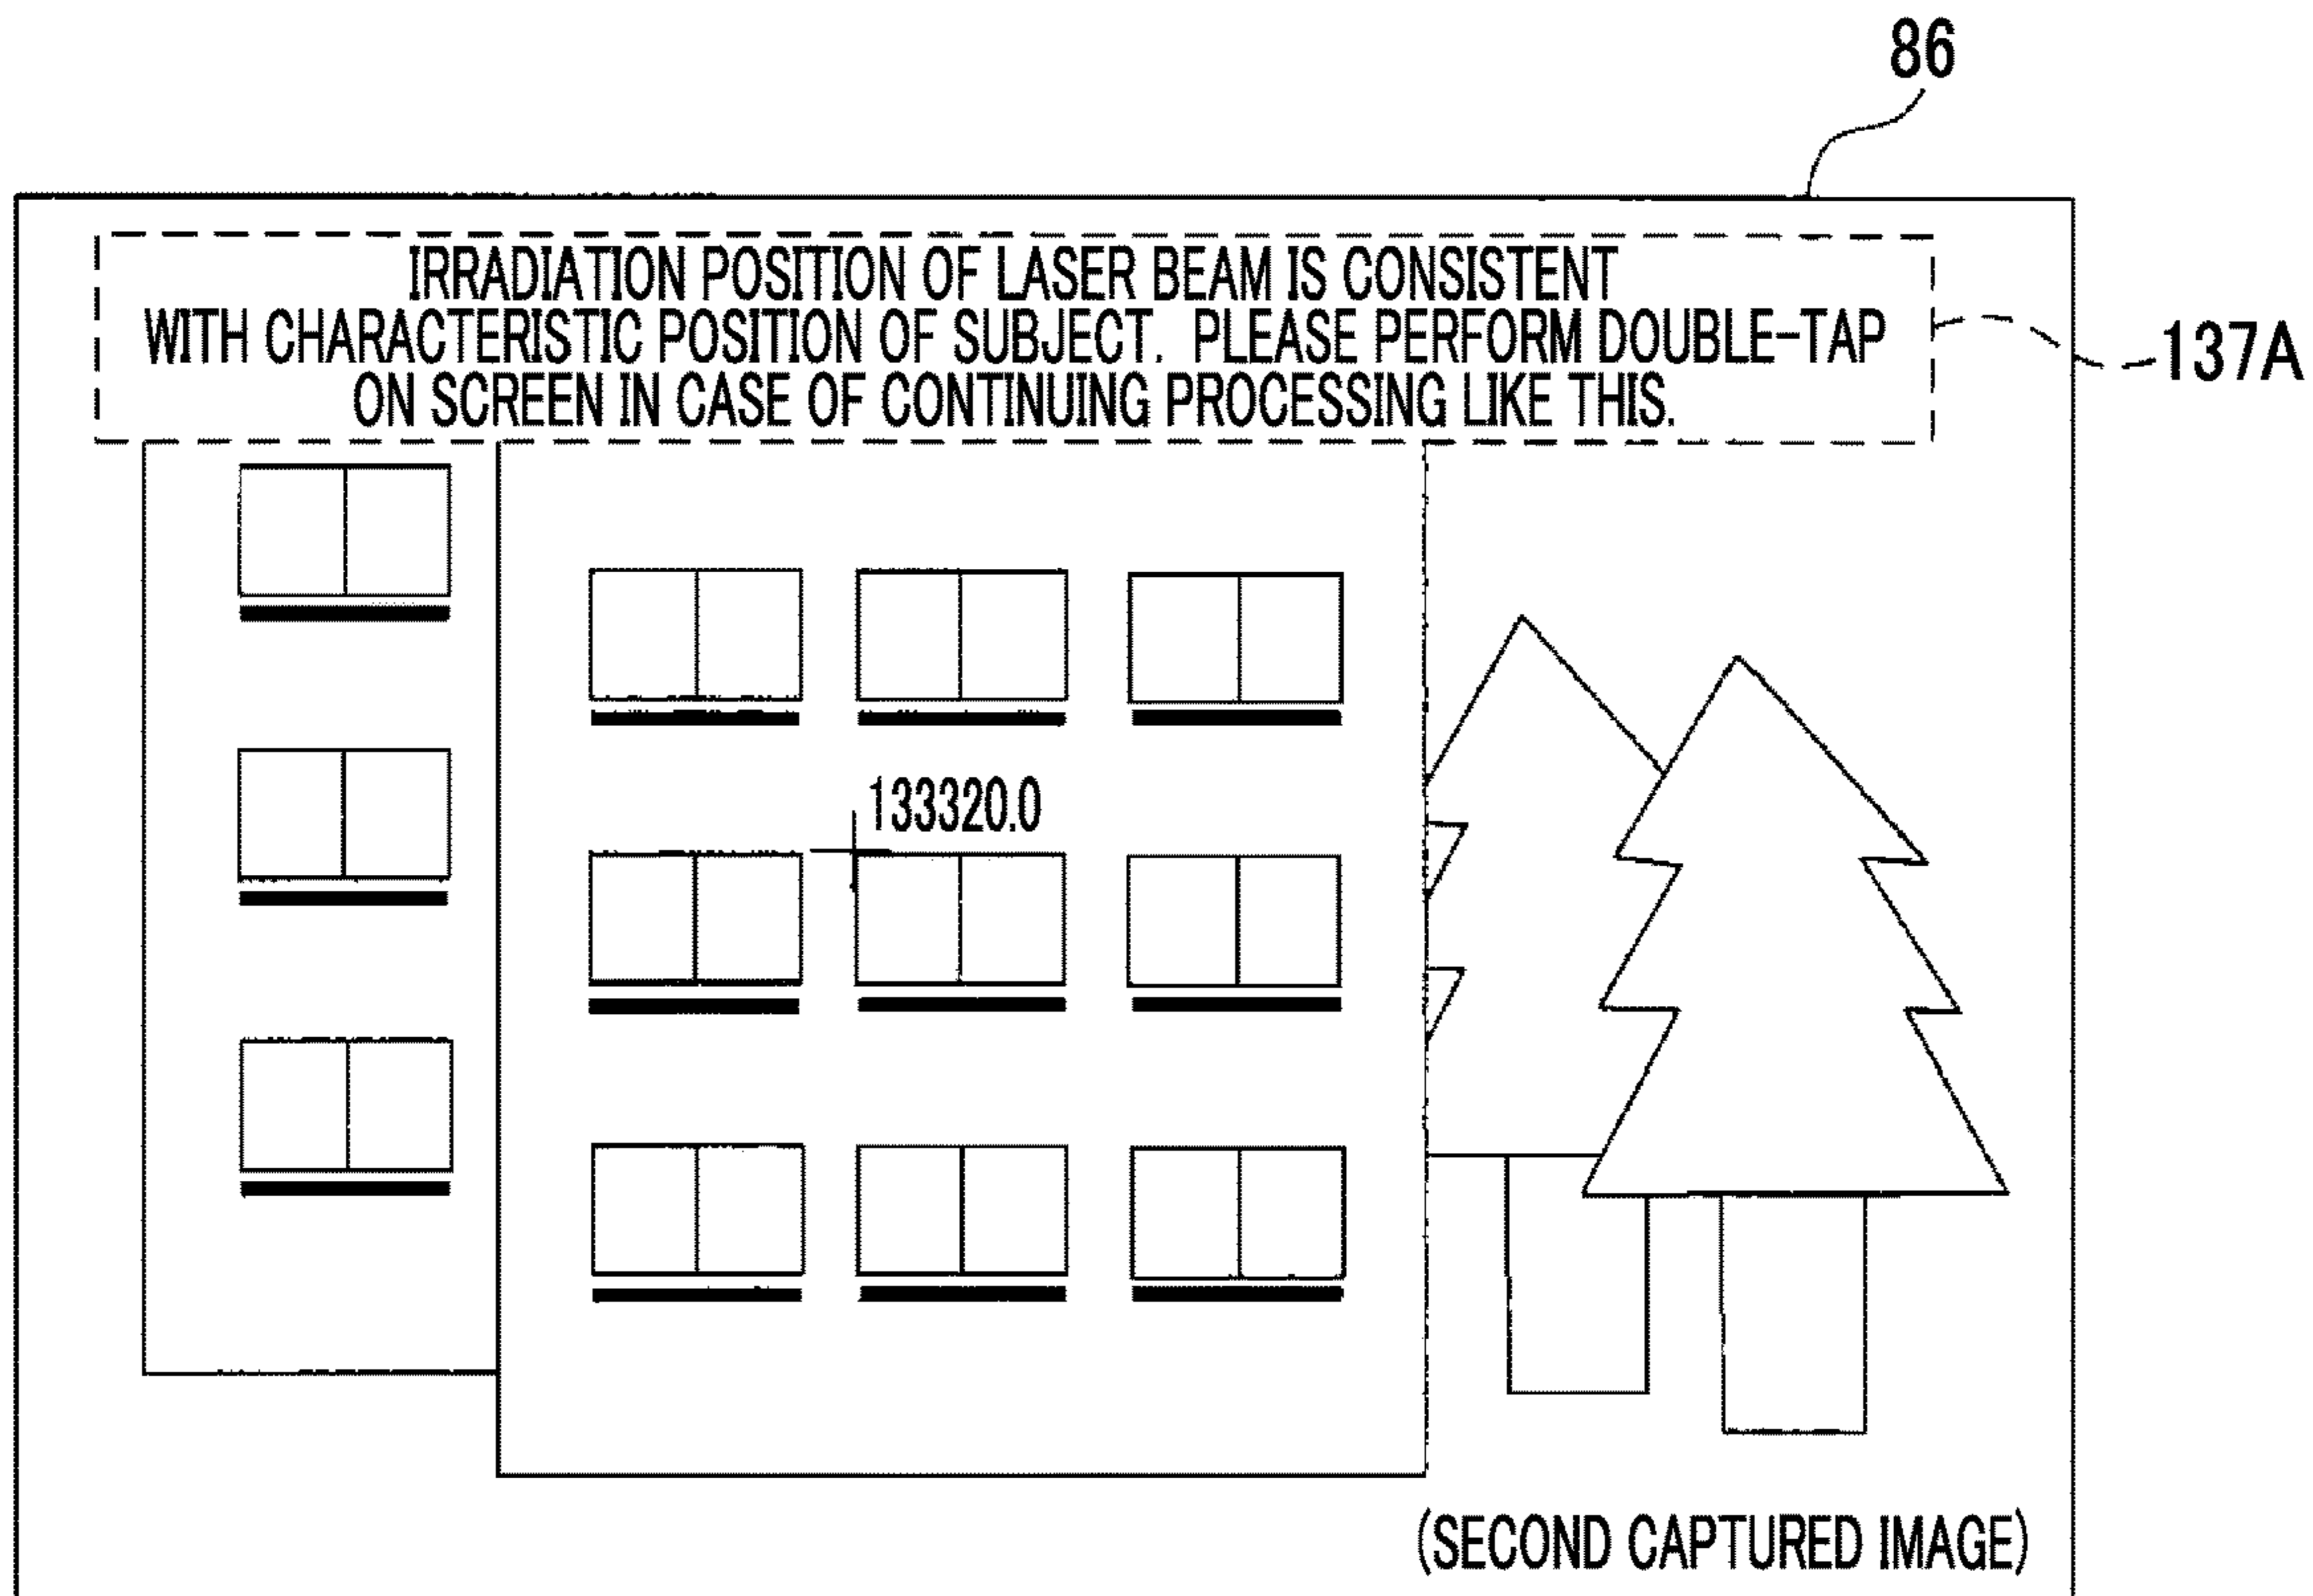 86
IRRADIATION POSITION OF LASER BEAM IS CONSISTENT
WITH CHARACTERISTIC POSITION OF SUBJECT. PLEASE PERFORM DOUBLE-TAP
ON SCREEN IN CASE OF CONTINUING PROCESSING LIKE THIS.
137A
133320.0
(SECOND CAPTURED IMAGE)